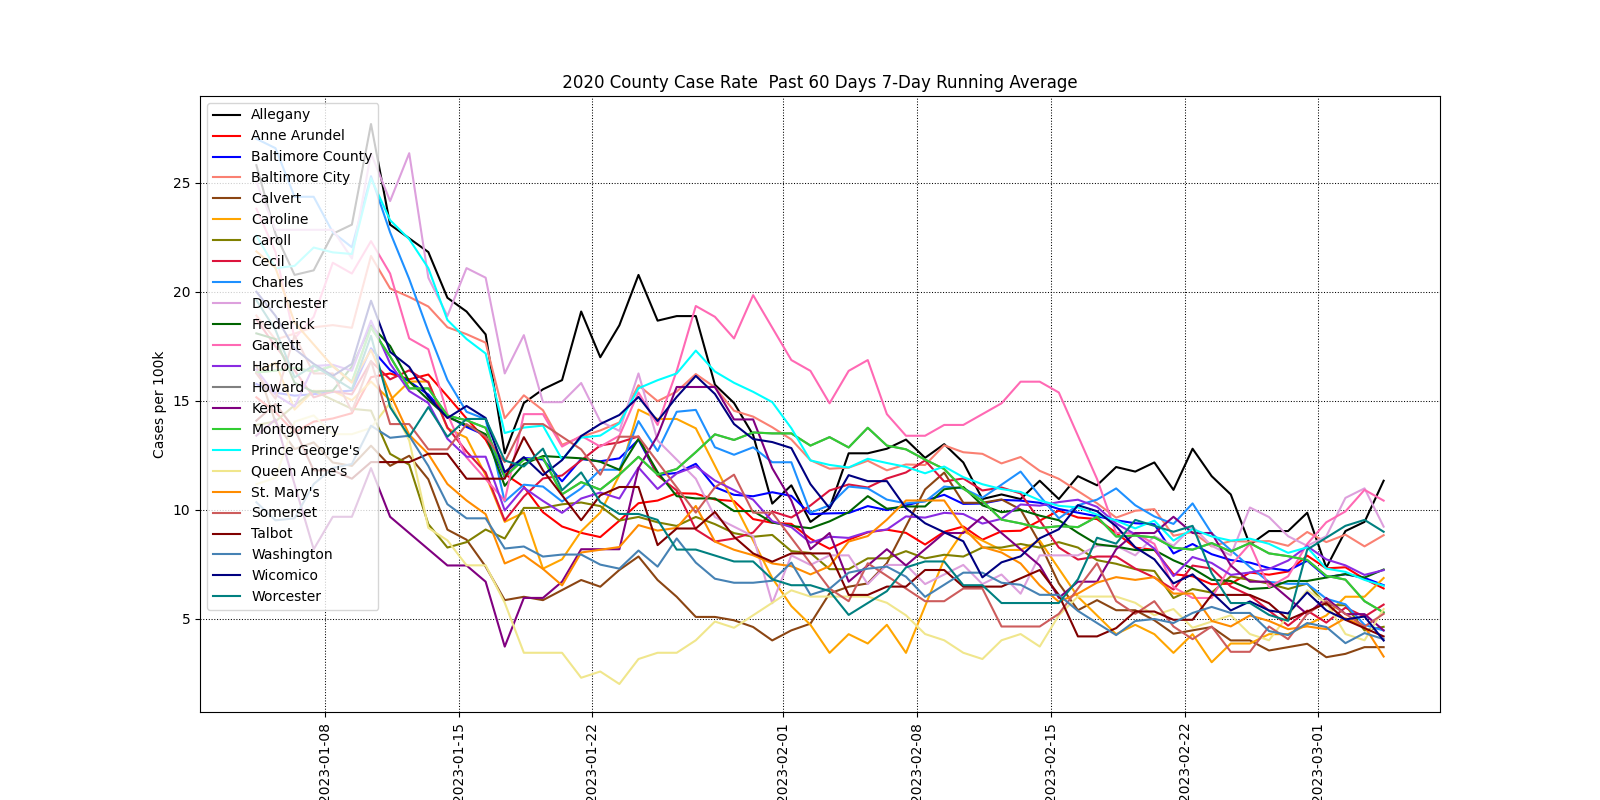 2020 County Case Rate  Past 60 Days 7-Day Running Average
Cases per 100k
25
20
15
10
5
Allegany
Anne Arundel
Baltimore County
Baltimore City
Calvert
Caroline
Caroll
Cecil
Charles
Dorchester
Frederick
Garrett
Harford
Howard
Kent
Montgomery
Prince George's
Queen Anne's
St. Mary's
Somerset
Talbot
Washington
Wicomico
Worcester
2023-01-08
2023-01-15
2023-01-22
2023-02-01
2023-02-08
2023-02-15
2023-02-22
2023-03-01